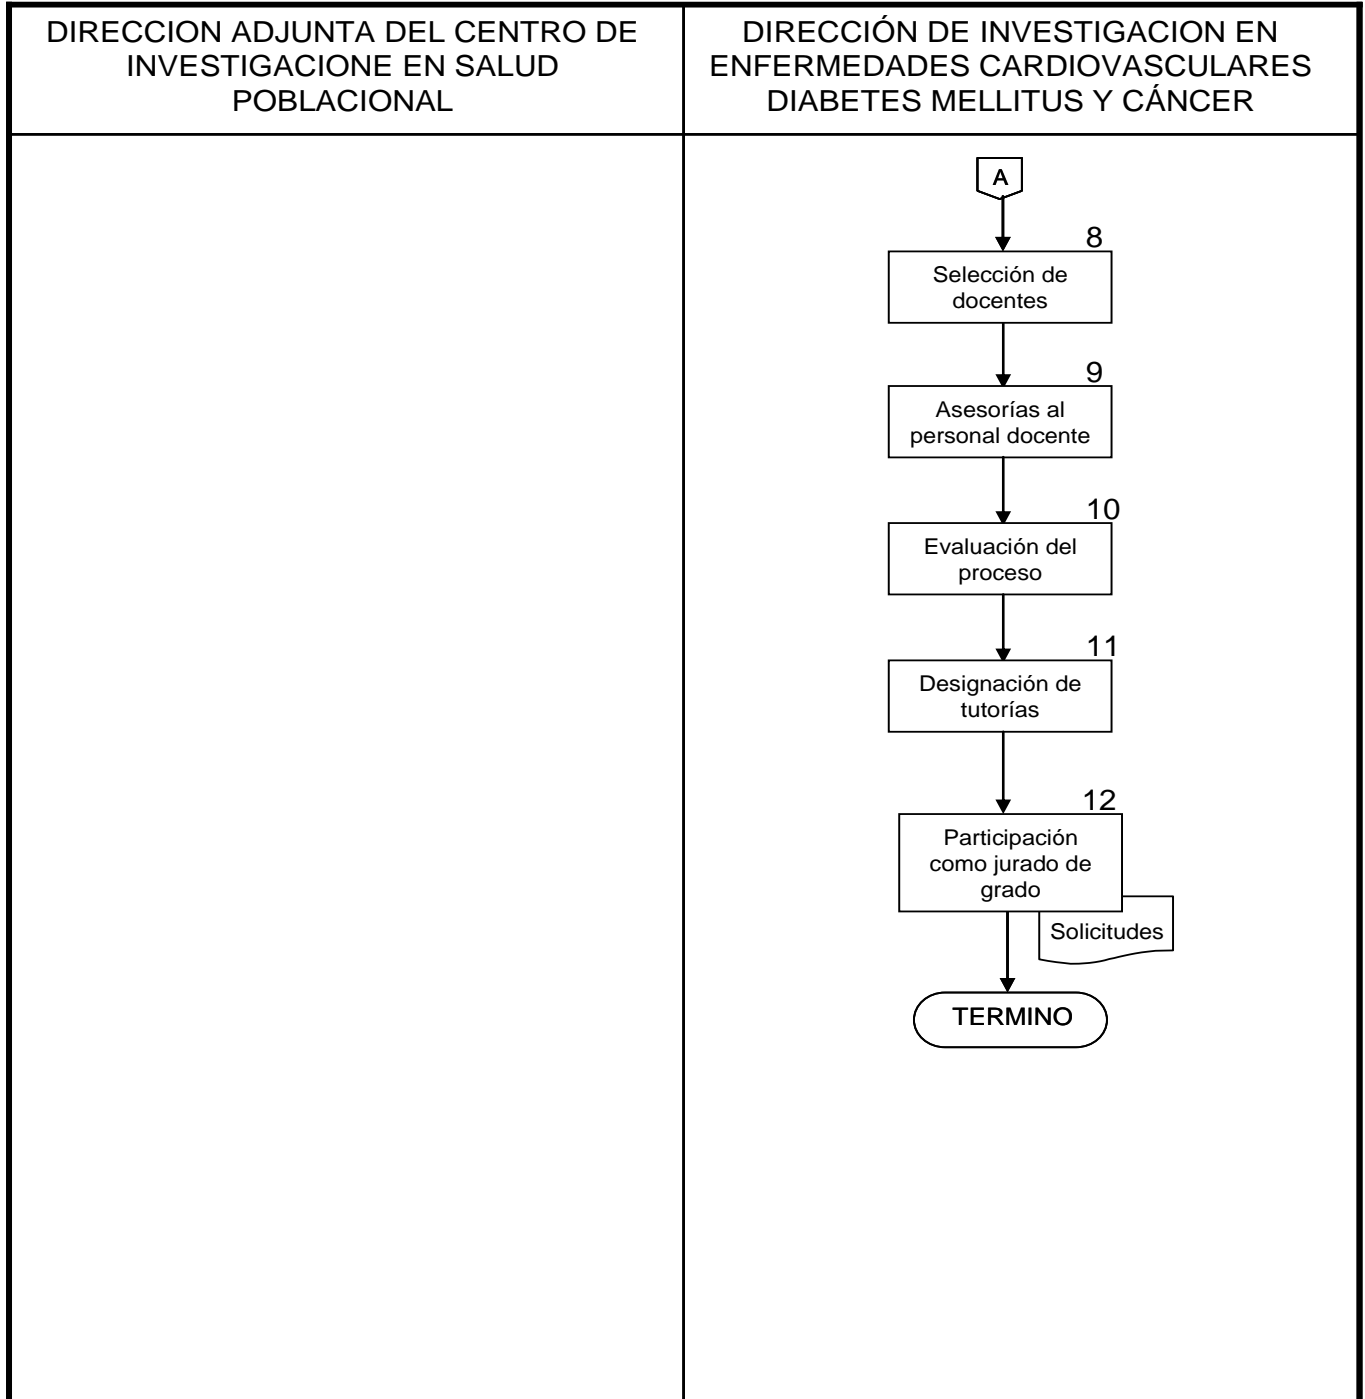 DIRECCION ADJUNTA DEL CENTRO DE
INVESTIGACIONE EN SALUD
POBLACIONAL
DIRECCIÓN DE INVESTIGACION EN
ENFERMEDADES CARDIOVASCULARES
DIABETES MELLITUS Y CÁNCER
A
8
Selección de
docentes
9
Asesorías al
personal docente
10
Evaluación del
proceso
11
Designación de
tutorías
12
Participación
como jurado de
grado
Solicitudes
TERMINO